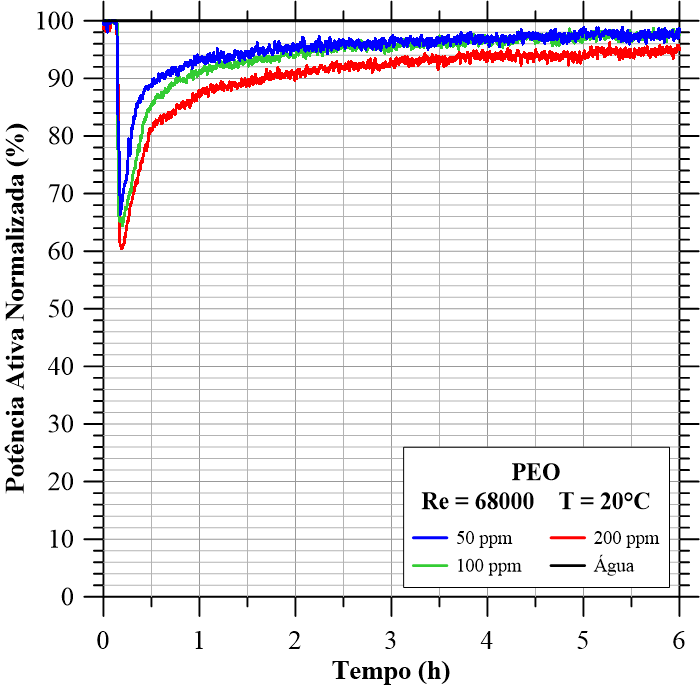 Potência Ativa Normalizada (%)
100
90
80
70
60
50
40
30
20
10
0
PEO
Re = 68000 T = 20°C
50 ppm 200 ppm
100 ppm Água
0 1 2 3 4 5 6
Tempo (h)